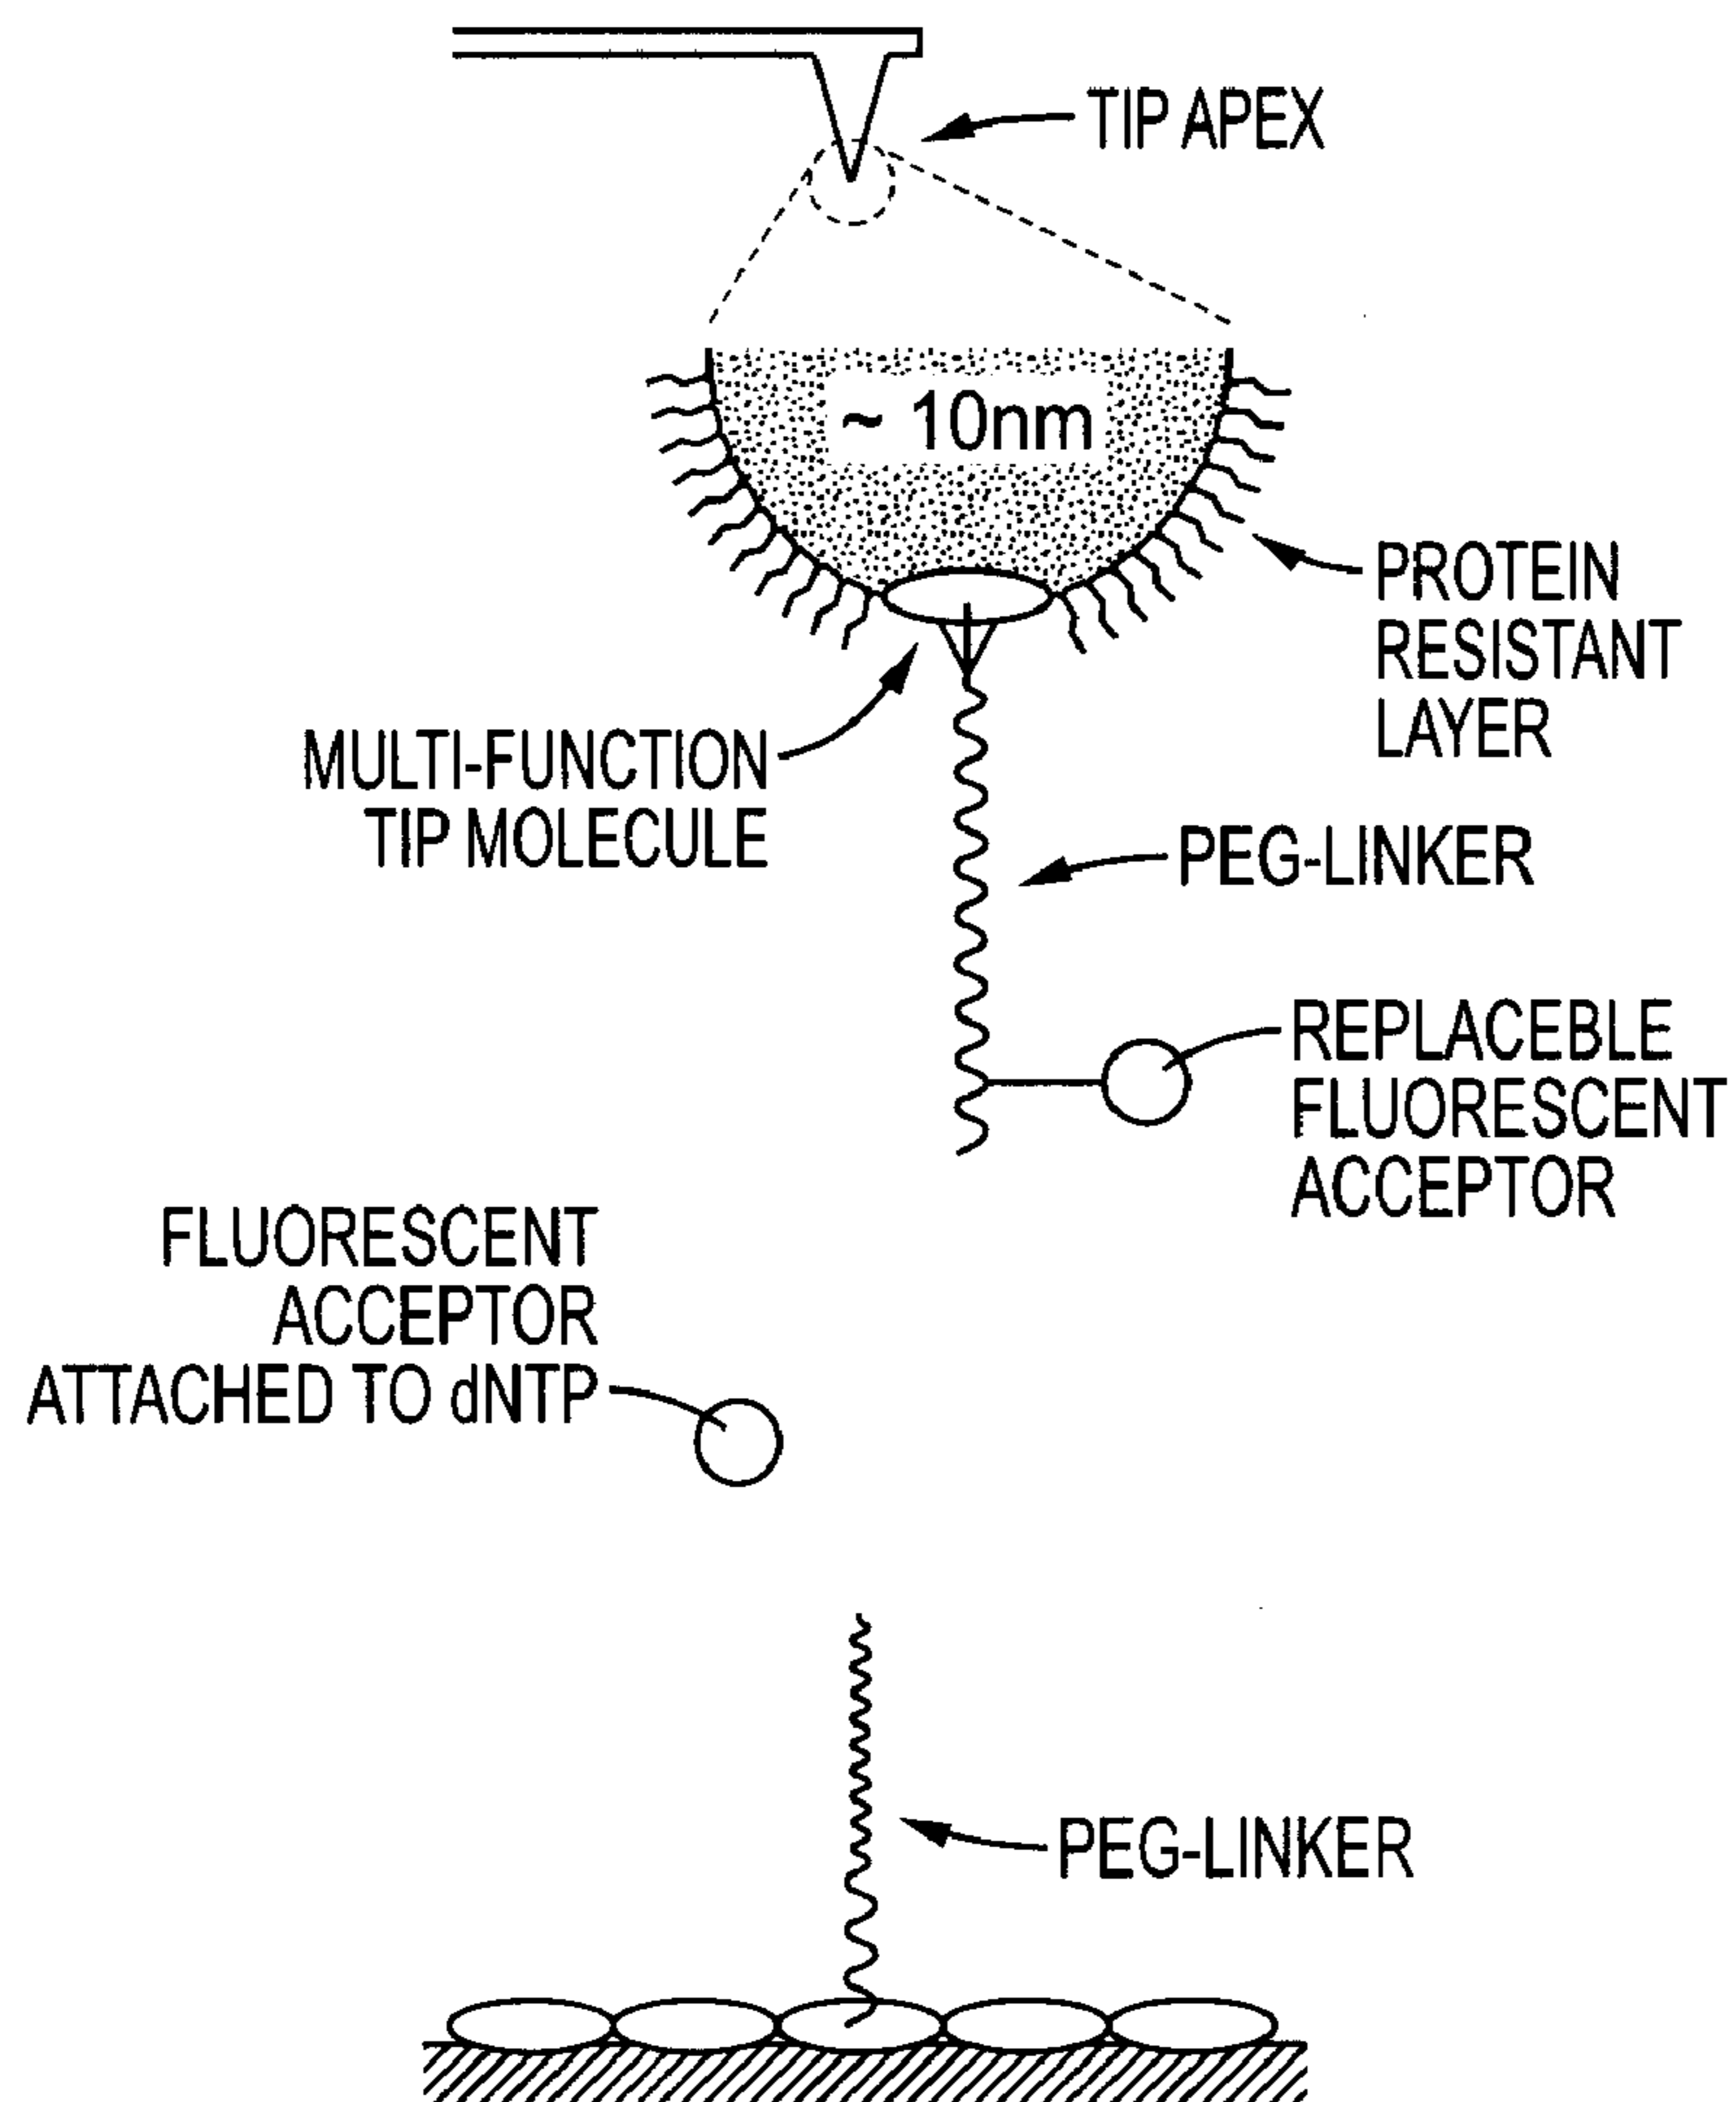 TIP APEX
~ 10nm
PROTEIN
RESISTANT
LAYER
MULTI-FUNCTION
TIP MOLECULE
PEG-LINKER
REPLACEBLE
FLUORESCENT
ACCEPTOR
FLUORESCENT
ACCEPTOR
ATTACHED TO dNTP
PEG-LINKER